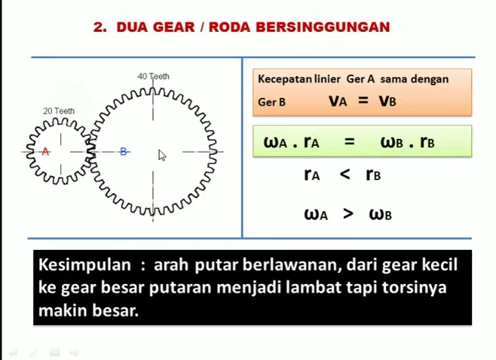 2. DUA GEAR / RODA BERSINGGUNGAN
40 Teeth
20 Teeth
A
B
Kecepatan linier Ger A sama dengan
Ger B vA = vB
ωA . rA = ωB . rB
rA < rB
ωA > ωB
Kesimpulan : arah putar berlawanan, dari gear kecil
ke gear besar putaran menjadi lambat tapi torsinya
makin besar.